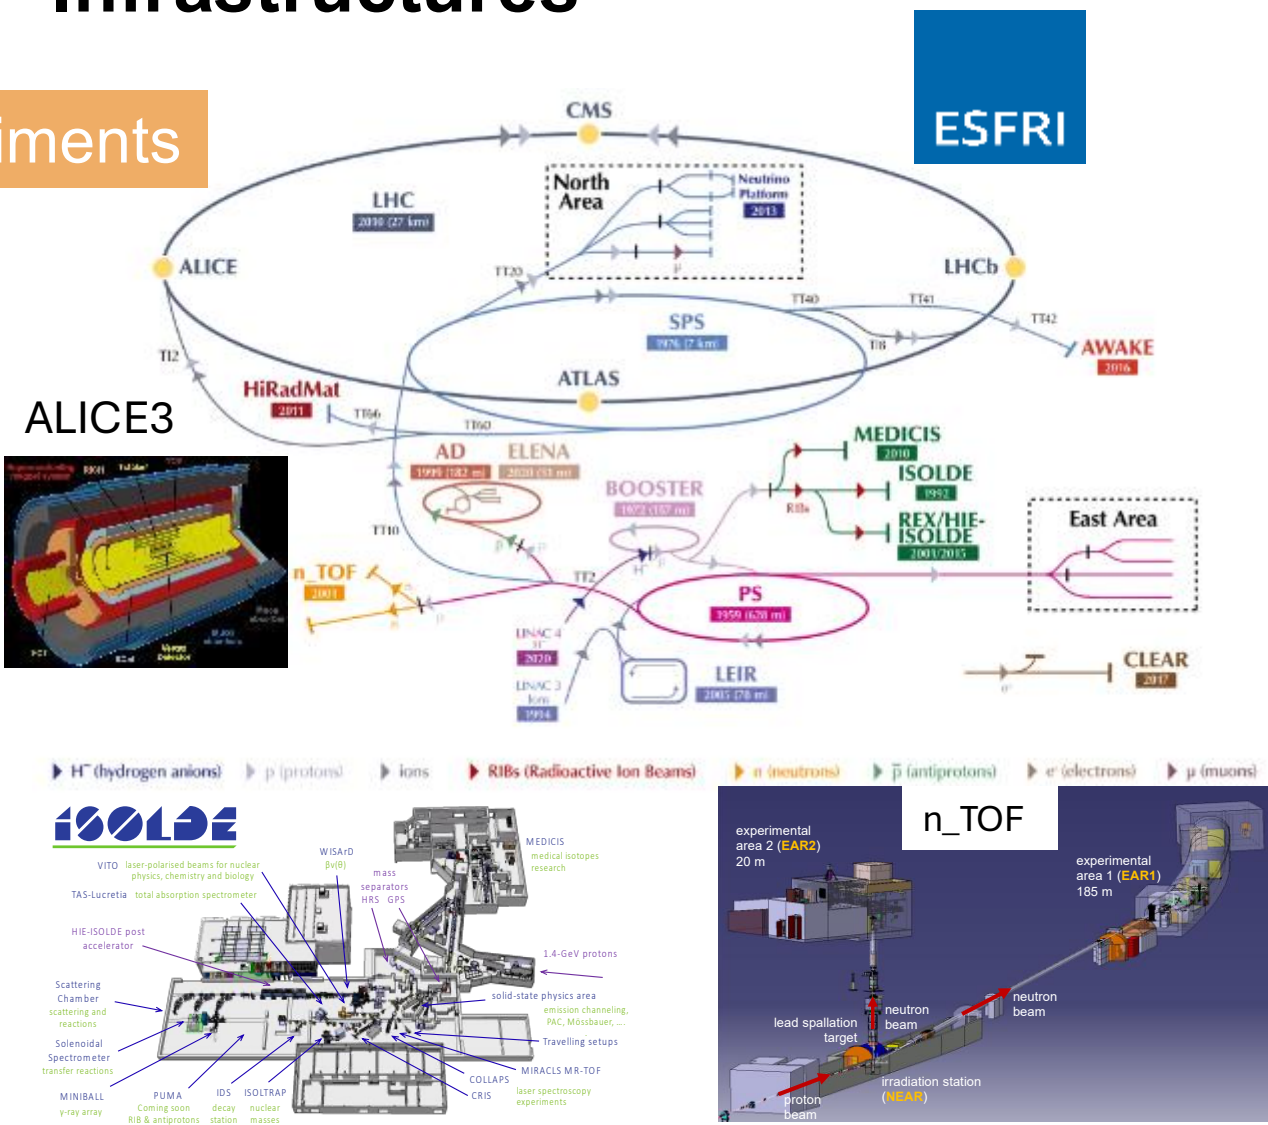 Infrastructures
iments
ESFRI
CMS
North
Area
Neutrino
Platform
2013
LHC
2010 (27 km)
ALICE
LHCb
TT20
TT40
TT41
TT42
SPS
1976 (7 km)
TI8
TI2
AWAKE
2016
ATLAS
HiRadMat
2011
TT66
TT60
ALICE3
AD
1999 (182 m)
ELENA
2020 (31 m)
MEDICIS
2010
ISOLDE
1992
RIBs
REX/HIE-
ISOLDE
2001/2015
BOOSTER
1972 (157 m)
East Area
TT10
n_TOF
2001
TT2
PS
1959 (628 m)
LINAC 4
H⁻
2020
LINAC 3
Ions
1994
LEIR
2005 (78 m)
CLEAR
2017
H⁻ (hydrogen anions)
p (protons)
ions
RIBs (Radioactive Ion Beams)
n (neutrons)
p̅ (antiprotons)
e⁻ (electrons)
μ (muons)
ISOLDE
VITO laser-polarised beams for nuclear
physics, chemistry and biology
WISArD
βν(θ)
mass
separators
HRS GPS
MEDICIS
medical isotopes
research
TAS-Lucretia total absorption spectrometer
HIE-ISOLDE post
accelerator
1.4-GeV protons
Scattering
Chamber
scattering and
reactions
solid-state physics area
emission channeling,
PAC, Mössbauer, ....
Solenoidal
Spectrometer
transfer reactions
Travelling setups
MINIBALL
γ-ray array
PUMA
Coming soon
RIB & antiprotons
IDS
decay
station
ISOLTRAP
nuclear
masses
MIRACLS MR-TOF
COLLAPS
CRIS
laser spectroscopy
experiments
n_TOF
experimental
area 2 (EAR2)
20 m
experimental
area 1 (EAR1)
185 m
neutron
beam
neutron
beam
lead spallation
target
irradiation station
(NEAR)
proton
beam